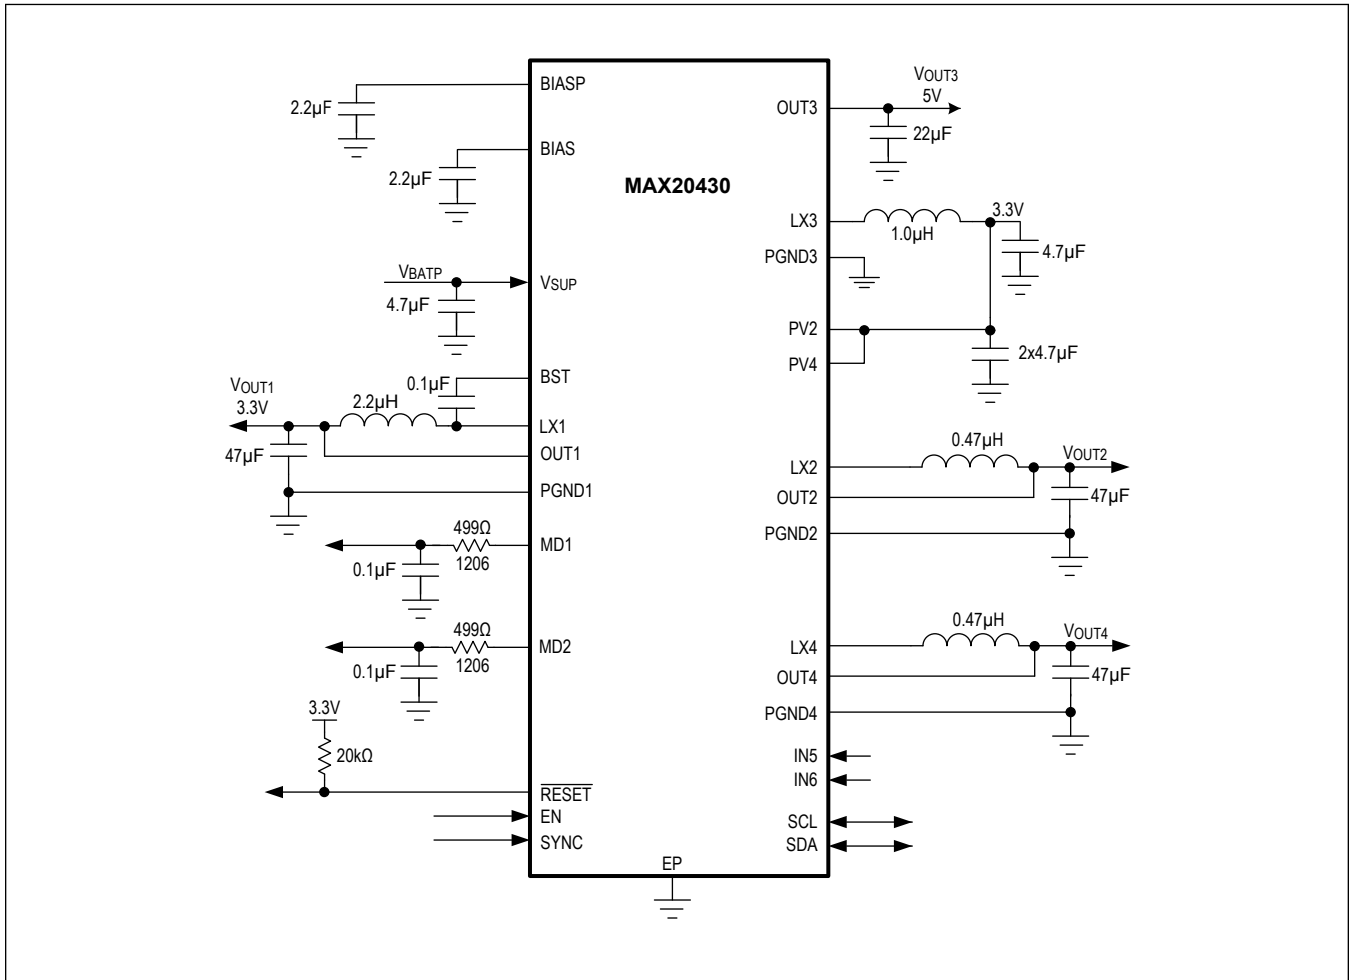 BIASP
2.2µF
BIAS
2.2µF
MAX20430
VOUT3
5V
OUT3
22µF
LX3
1.0µH
3.3V
4.7µF
PGND3
VBATP
VSUP
4.7µF
PV2
2x4.7µF
PV4
BST
0.1µF
VOUT1
3.3V
2.2µH
LX1
47µF
OUT1
PGND1
0.47µH
LX2
VOUT2
OUT2
47µF
PGND2
499Ω
MD1
0.1µF
1206
499Ω
MD2
0.1µF
1206
0.47µH
LX4
VOUT4
OUT4
47µF
PGND4
3.3V
20kΩ
RESET
EN
SYNC
IN5
IN6
SCL
SDA
EP